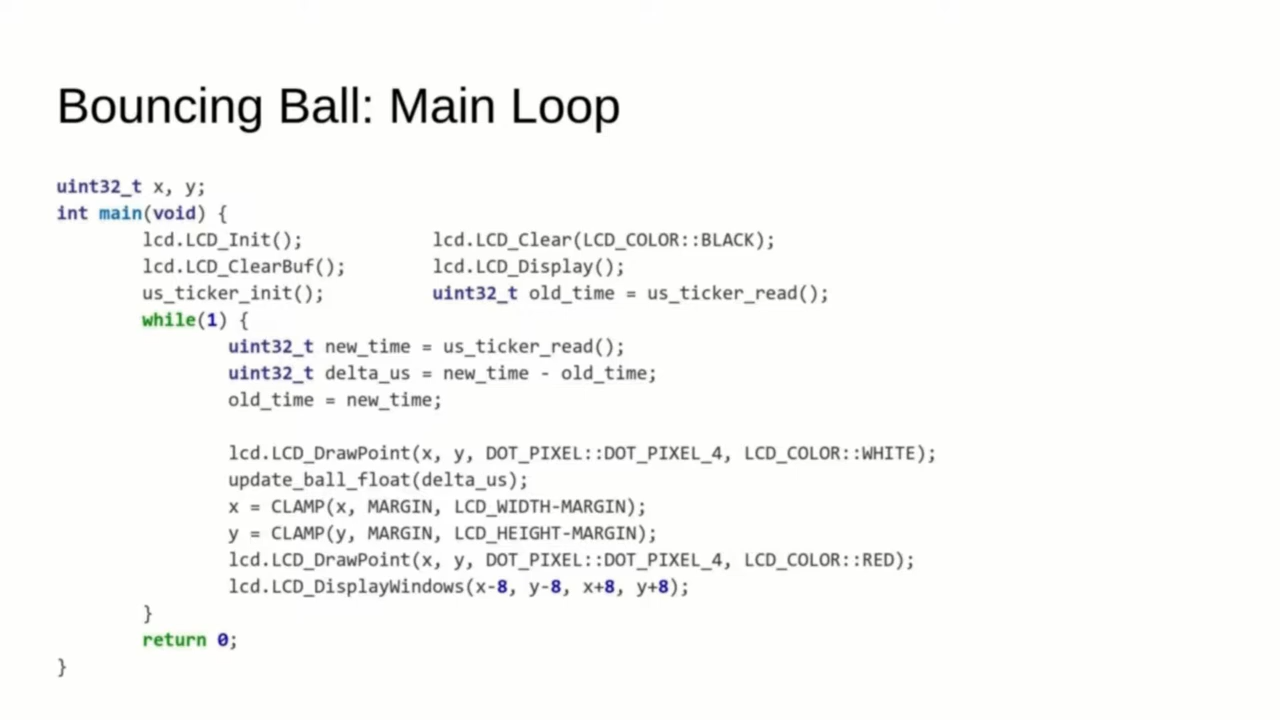 Bouncing Ball: Main Loop
uint32_t x, y;
int main(void) {
lcd.LCD_Init(); lcd.LCD_Clear(LCD_COLOR::BLACK);
lcd.LCD_ClearBuf(); lcd.LCD_Display();
us_ticker_init(); uint32_t old_time = us_ticker_read();
while(1) {
uint32_t new_time = us_ticker_read();
uint32_t delta_us = new_time - old_time;
old_time = new_time;
lcd.LCD_DrawPoint(x, y, DOT_PIXEL::DOT_PIXEL_4, LCD_COLOR::WHITE);
update_ball_float(delta_us);
x = CLAMP(x, MARGIN, LCD_WIDTH-MARGIN);
y = CLAMP(y, MARGIN, LCD_HEIGHT-MARGIN);
lcd.LCD_DrawPoint(x, y, DOT_PIXEL::DOT_PIXEL_4, LCD_COLOR::RED);
lcd.LCD_DisplayWindows(x-8, y-8, x+8, y+8);
}
return 0;
}